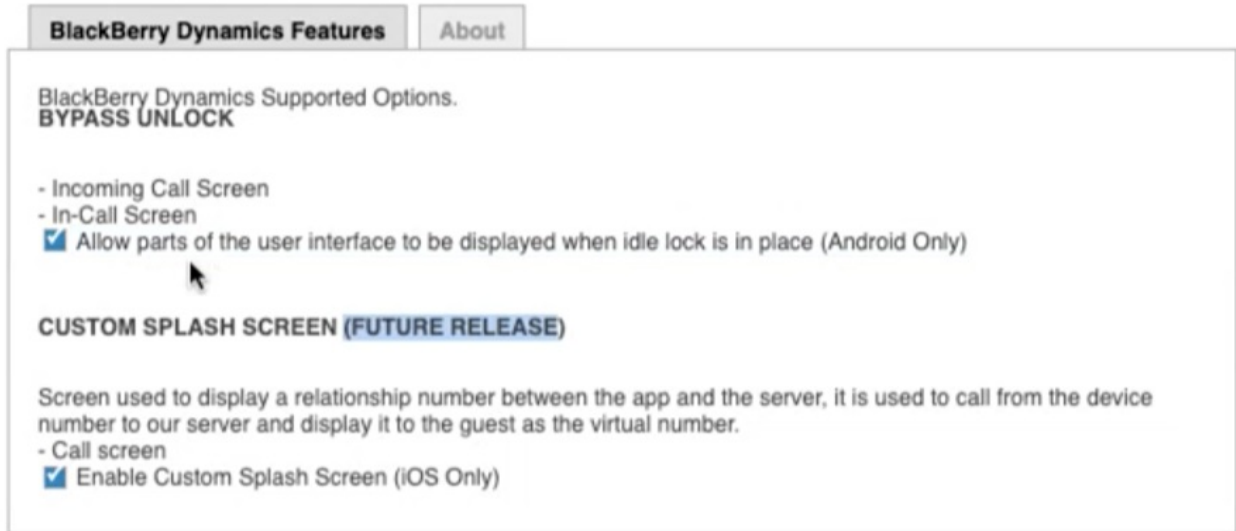 BlackBerry Dynamics Features
About
BlackBerry Dynamics Supported Options.
BYPASS UNLOCK
- Incoming Call Screen
- In-Call Screen
Allow parts of the user interface to be displayed when idle lock is in place (Android Only)
CUSTOM SPLASH SCREEN (FUTURE RELEASE)
Screen used to display a relationship number between the app and the server, it is used to call from the device
number to our server and display it to the guest as the virtual number.
- Call screen
Enable Custom Splash Screen (iOS Only)